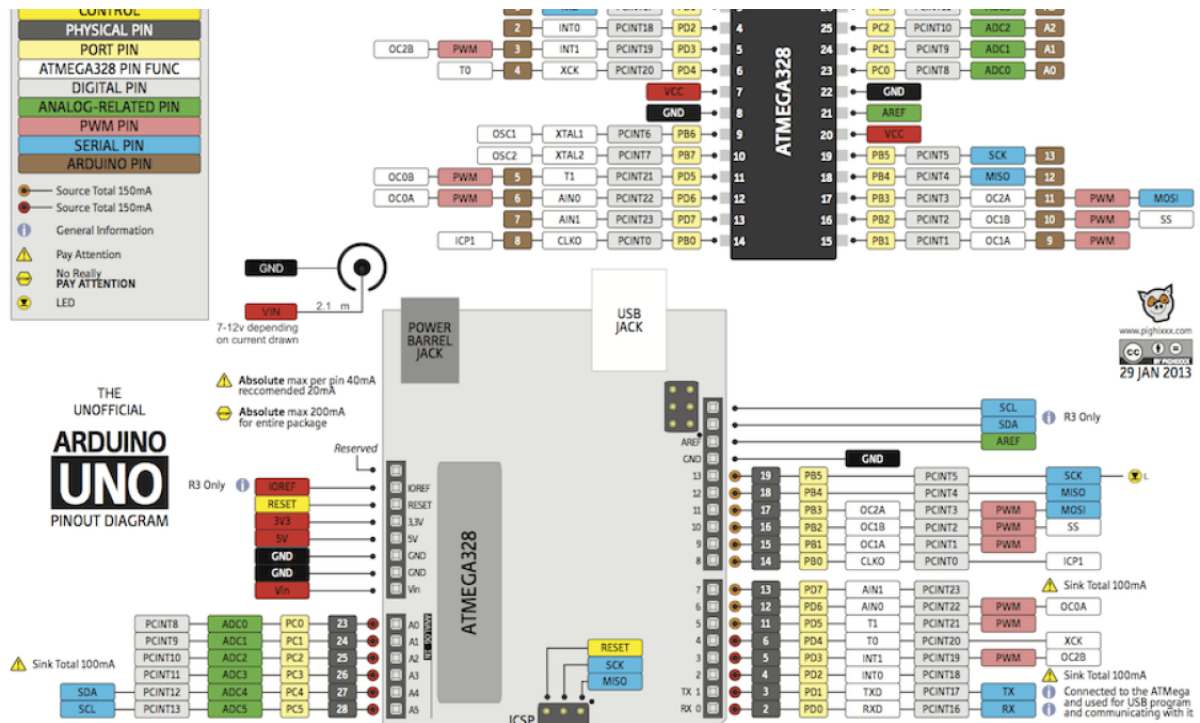 CONTROL
PHYSICAL PIN
PORT PIN
ATMEGA328 PIN FUNC
DIGITAL PIN
ANALOG-RELATED PIN
PWM PIN
SERIAL PIN
ARDUINO PIN
Source Total 150mA
Source Total 150mA
General Information
Pay Attention
No Really
PAY ATTENTION
LED
2 INT0 PCINT18 PD2 4
OC2B PWM 3 INT1 PCINT19 PD3 5
T0 4 XCK PCINT20 PD4 6
VCC 7
GND 8
OSC1 XTAL1 PCINT6 PB6 9
OSC2 XTAL2 PCINT7 PB7 10
OC0B PWM 5 T1 PCINT21 PD5 11
OC0A PWM 6 AIN0 PCINT22 PD6 12
7 AIN1 PCINT23 PD7 13
ICP1 8 CLKO PCINT0 PB0 14
ATMEGA328
25 PC2 PCINT10 ADC2 A2
24 PC1 PCINT9 ADC1 A1
23 PC0 PCINT8 ADC0 A0
22 GND
21 AREF
20 VCC
19 PB5 PCINT5 SCK 13
18 PB4 PCINT4 MISO 12
17 PB3 PCINT3 OC2A 11 PWM MOSI
16 PB2 PCINT2 OC1B 10 PWM SS
15 PB1 PCINT1 OC1A 9 PWM
GND
VIN 2.1 m
7-12v depending
on current drawn
POWER
BARREL
JACK
USB
JACK
www.pighixxx.com
cc
BY PIGHIXXX
29 JAN 2013
Absolute max per pin 40mA
reccomended 20mA
Absolute max 200mA
for entire package
THE
UNOFFICIAL
ARDUINO
UNO
PINOUT DIAGRAM
Reserved
R3 Only IOREF IOREF
RESET RESET
3V3 3,3V
5V 5V
GND GND
GND GND
Vin Vin
PCINT8 ADC0 PC0 23 A0
PCINT9 ADC1 PC1 24 A1
Sink Total 100mA PCINT10 ADC2 PC2 25 A2
PCINT11 ADC3 PC3 26 A3
SDA PCINT12 ADC4 PC4 27 A4
SCL PCINT13 ADC5 PC5 28 A5
ANALOG IN
ATMEGA328
RESET
SCK
MISO
ICSP
SCL
SDA R3 Only
AREF AREF
GND GND
13 19 PB5 PCINT5 SCK L
12 18 PB4 PCINT4 MISO
11 17 PB3 OC2A PCINT3 PWM MOSI
10 16 PB2 OC1B PCINT2 PWM SS
9 15 PB1 OC1A PCINT1 PWM
8 14 PB0 CLKO PCINT0 ICP1
7 13 PD7 AIN1 PCINT23 Sink Total 100mA
6 12 PD6 AIN0 PCINT22 PWM OC0A
5 11 PD5 T1 PCINT21 PWM
4 6 PD4 T0 PCINT20 XCK
3 5 PD3 INT1 PCINT19 PWM OC2B
2 4 PD2 INT0 PCINT18 Sink Total 100mA
TX 1 3 PD1 TXD PCINT17 TX Connected to the ATMega
RX 0 2 PD0 RXD PCINT16 RX and used for USB program
and communicating with it